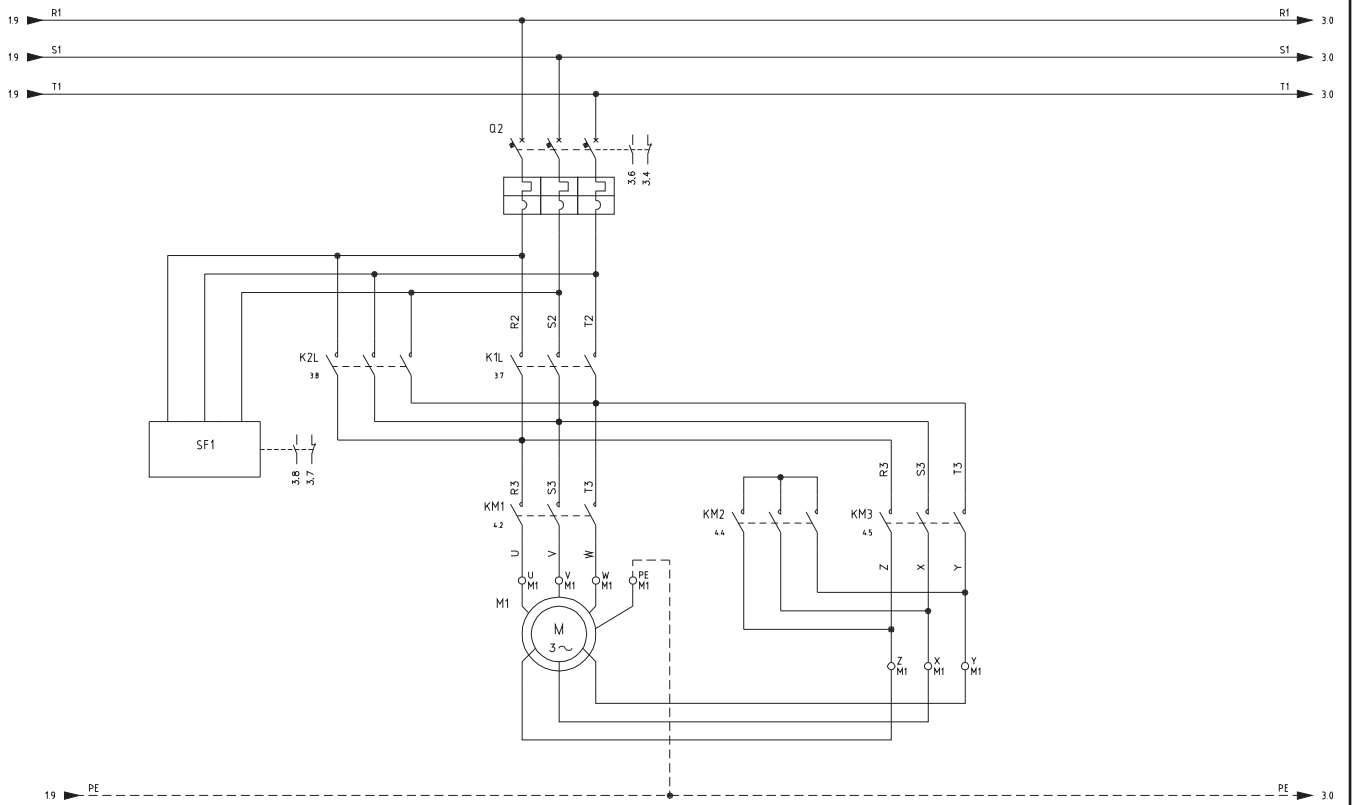 1.9 R1 R1 3.0
1.9 S1 S1 3.0
1.9 T1 T1 3.0
Q2
3.6
3.4
R2
S2
T2
K2L
3.8
K1L
3.7
SF1
3.8
3.7
R3
S3
T3
R3
S3
T3
KM1
4.2
KM2
4.4
KM3
4.5
U
V
W
Z
X
Y
U
M1
V
M1
W
M1
PE
M1
M1
M
3~
Z
M1
X
M1
Y
M1
1.9 PE PE 3.0